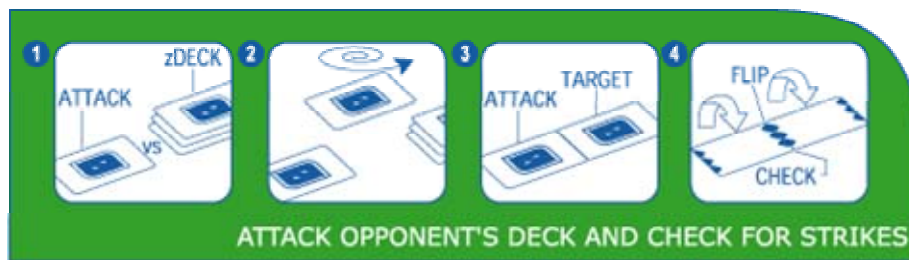 1
zDECK
ATTACK
vs
2
3
TARGET
ATTACK
4
FLIP
CHECK
ATTACK OPPONENT'S DECK AND CHECK FOR STRIKES